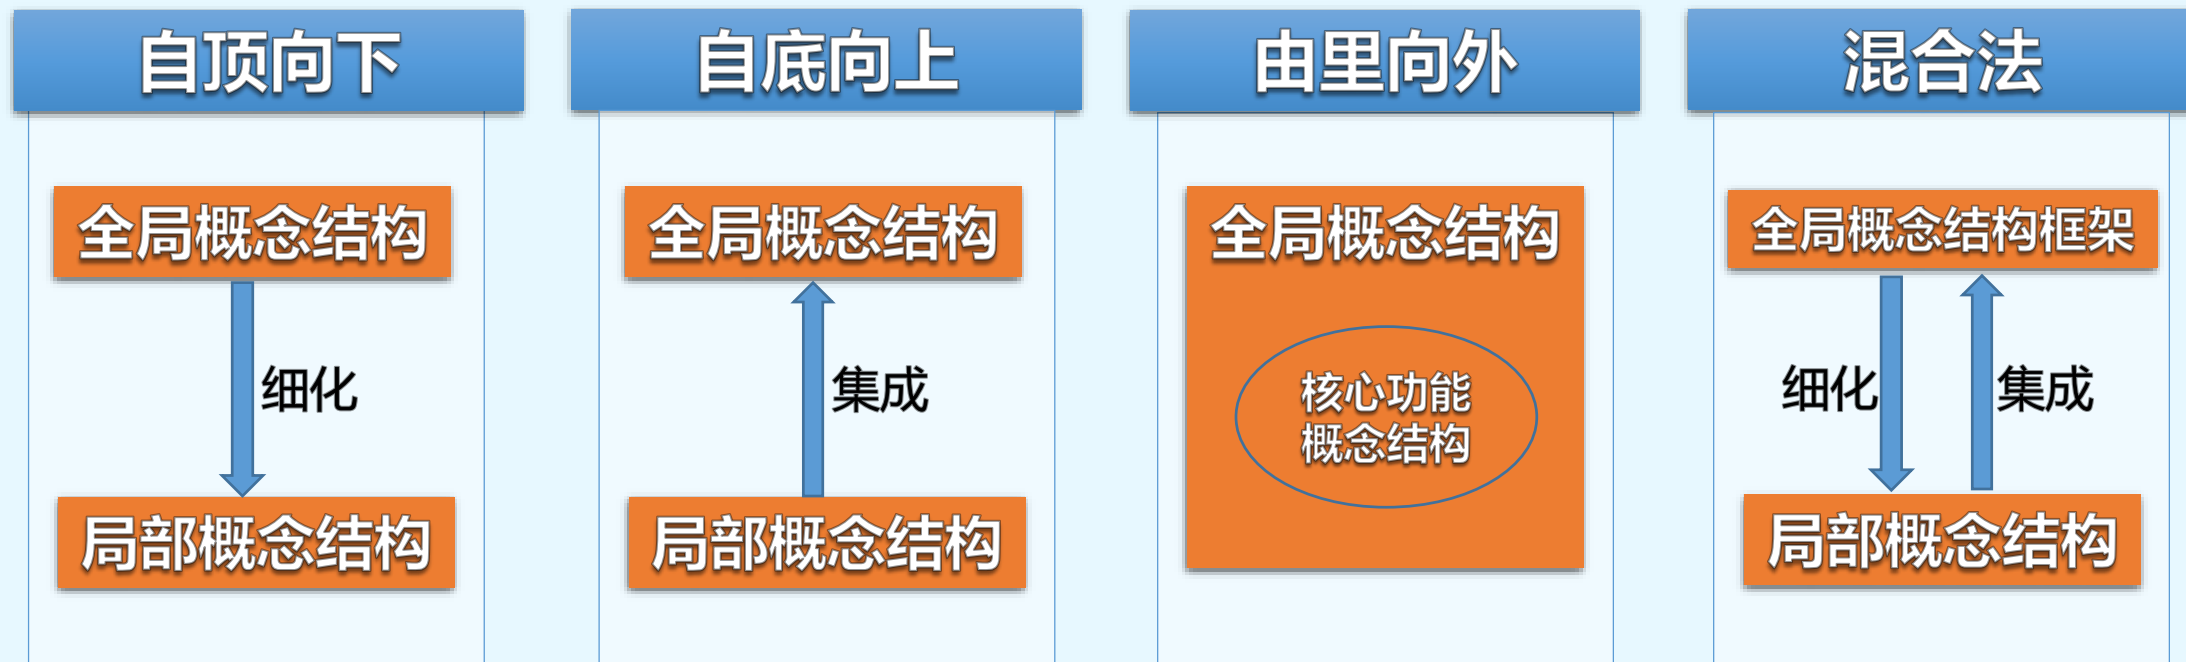 自顶向下
全局概念结构
细化
局部概念结构
自底向上
全局概念结构
集成
局部概念结构
由里向外
全局概念结构
核心功能
概念结构
混合法
全局概念结构框架
细化
集成
局部概念结构